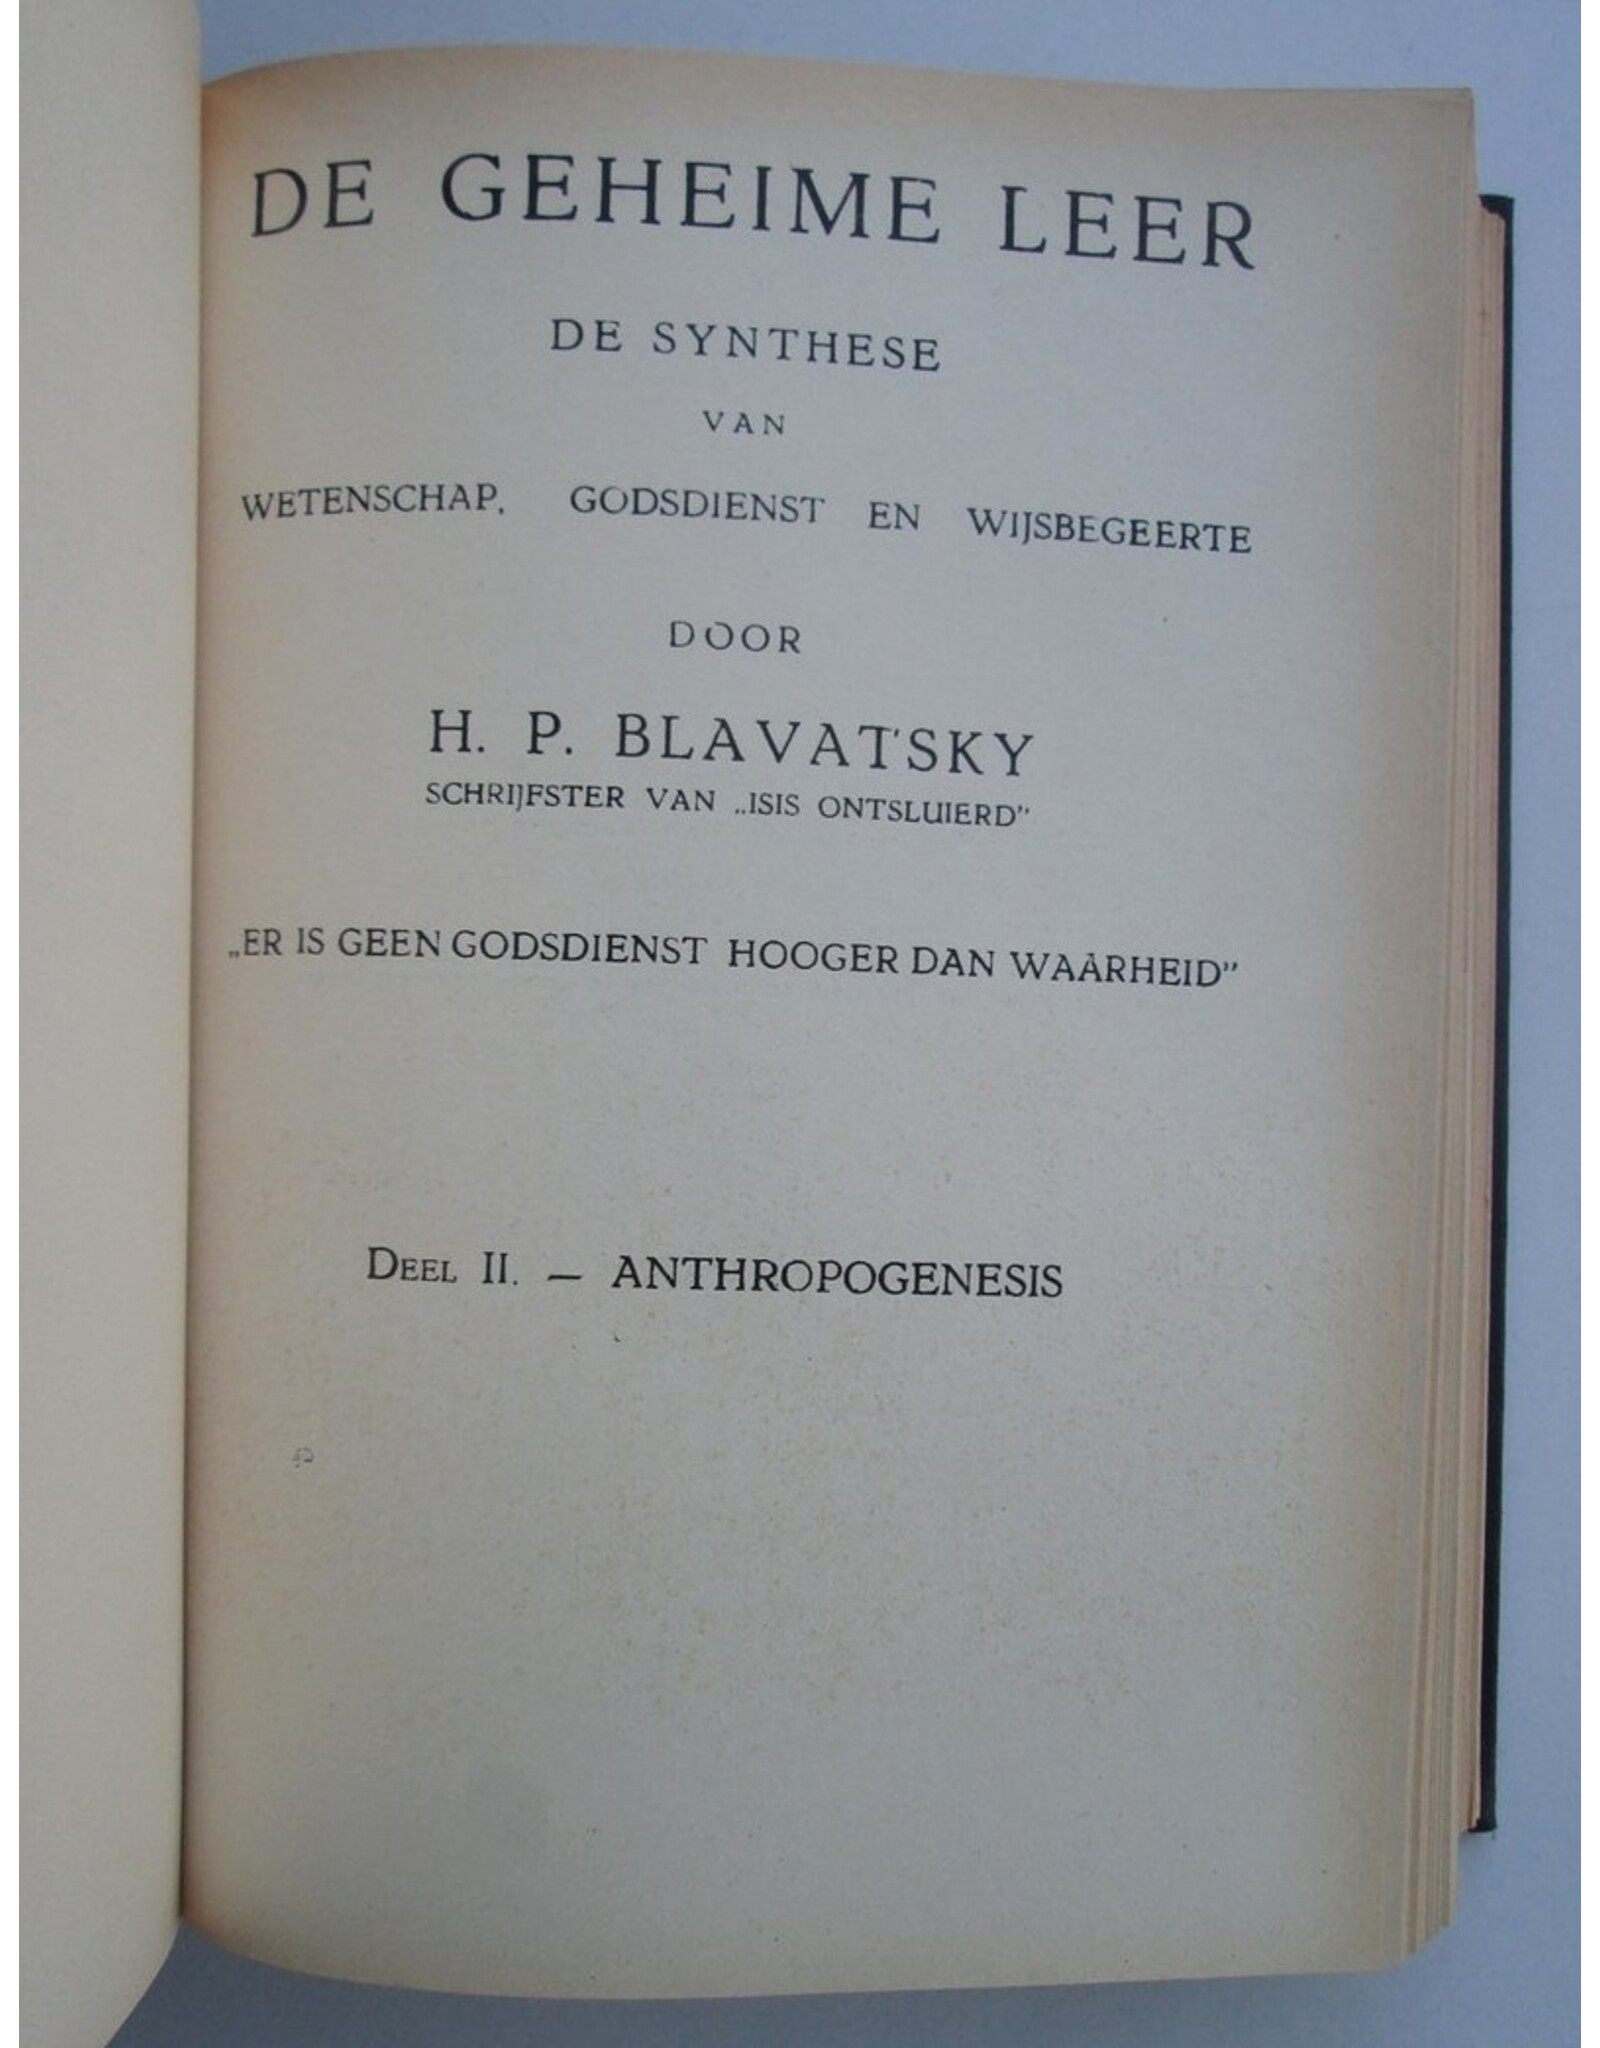 DE GEHEIME LEER
DE SYNTHESE
VAN
WETENSCHAP, GODSDIENST EN WIJSBEGEERTE
DOOR
H. P. BLAVATSKY
SCHRIJFSTER VAN „ISIS ONTSLUIERD”
„ER IS GEEN GODSDIENST HOOGER DAN WAARHEID”
DEEL II. — ANTHROPOGENESIS